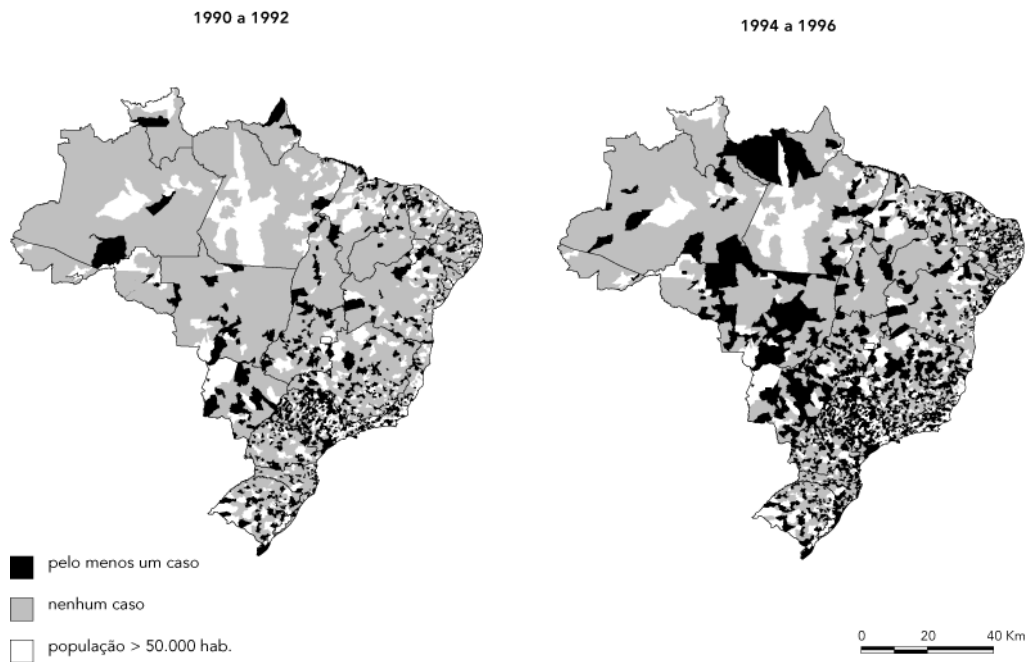 1990 a 1992
1994 a 1996
pelo menos um caso
nenhum caso
população > 50.000 hab.
0 20 40 Km